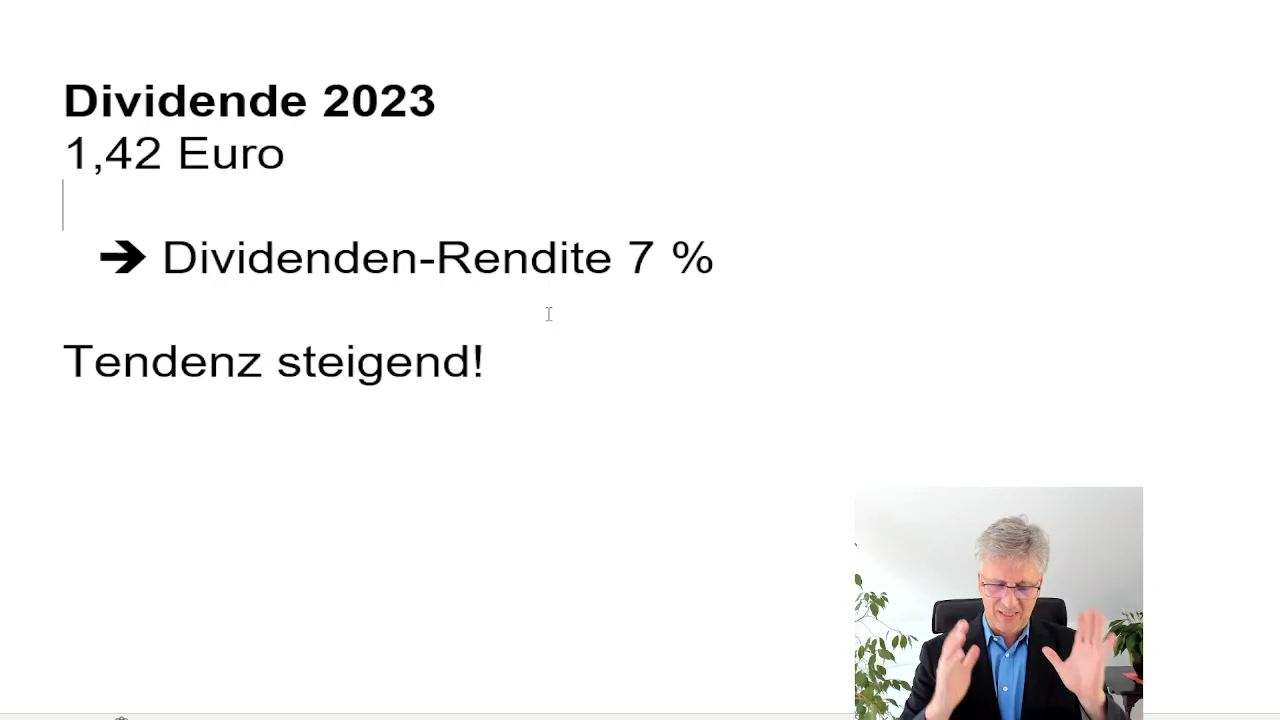 Dividende 2023
1,42 Euro
➔ Dividenden-Rendite 7 %
Tendenz steigend!